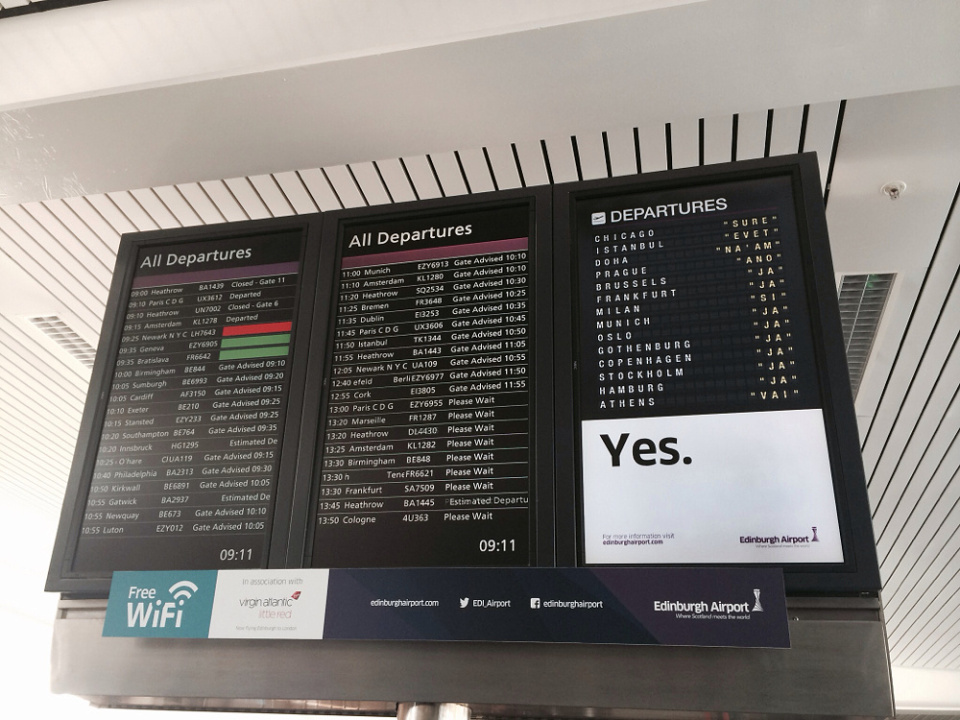 All Departures
09:00 Heathrow BA1439 Closed - Gate 11
09:10 Paris C D G UX3612 Departed
09:10 Heathrow UN7002 Closed - Gate 6
09:15 Amsterdam KL1278 Departed
09:25 Newark N Y C LH7643
09:35 Geneva EZY6905
09:35 Bratislava FR6642
10:00 Birmingham BE844 Gate Advised 09:10
10:05 Sumburgh BE6993 Gate Advised 09:20
10:05 Cardiff AF3150 Gate Advised 09:15
10:10 Exeter BE210 Gate Advised 09:25
10:15 Stansted EZY233 Gate Advised 09:25
10:20 Southampton BE764 Gate Advised 09:35
10:20 Innsbruck HG1295 Estimated De
10:25 - O'hare CIUA119 Gate Advised 09:15
10:40 Philadelphia BA2313 Gate Advised 09:30
10:50 Kirkwall BE6891 Gate Advised 10:05
10:55 Gatwick BA2937 Estimated De
10:55 Newquay BE673 Gate Advised 10:10
10:55 Luton EZY012 Gate Advised 10:05
09:11
All Departures
11:00 Munich EZY6913 Gate Advised 10:10
11:10 Amsterdam KL1280 Gate Advised 10:10
11:20 Heathrow SQ2534 Gate Advised 10:30
11:25 Bremen FR3648 Gate Advised 10:25
11:35 Dublin EI3253 Gate Advised 10:35
11:45 Paris C D G UX3606 Gate Advised 10:45
11:50 Istanbul TK1344 Gate Advised 10:50
11:55 Heathrow BA1443 Gate Advised 11:05
12:05 Newark N Y C UA109 Gate Advised 10:55
12:40 efeid BerliEZY6977 Gate Advised 11:50
12:55 Cork EI3805 Gate Advised 11:55
13:00 Paris C D G EZY6955 Please Wait
13:20 Marseille FR1287 Please Wait
13:20 Heathrow DL4430 Please Wait
13:25 Amsterdam KL1282 Please Wait
13:30 Birmingham BE848 Please Wait
13:30 h TeneFR6621 Please Wait
13:30 Frankfurt SA7509 Please Wait
13:45 Heathrow BA1445 Estimated Departu
13:50 Cologne 4U363 Please Wait
09:11
DEPARTURES
CHICAGO "SURE"
ISTANBUL "EVET"
DOHA "NA'AM"
PRAGUE "ANO"
BRUSSELS "JA"
FRANKFURT "JA"
MILAN "SI"
MUNICH "JA"
OSLO "JA"
GOTHENBURG "JA"
COPENHAGEN "JA"
STOCKHOLM "JA"
HAMBURG "JA"
ATHENS "VAI"
Yes.
For more information visit
edinburghairport.com
Edinburgh Airport
Where Scotland meets the world
Free
WiFi
In association with
virgin atlantic
little red
edinburghairport.com
EDI_Airport
edinburghairport
Edinburgh Airport
Where Scotland meets the world